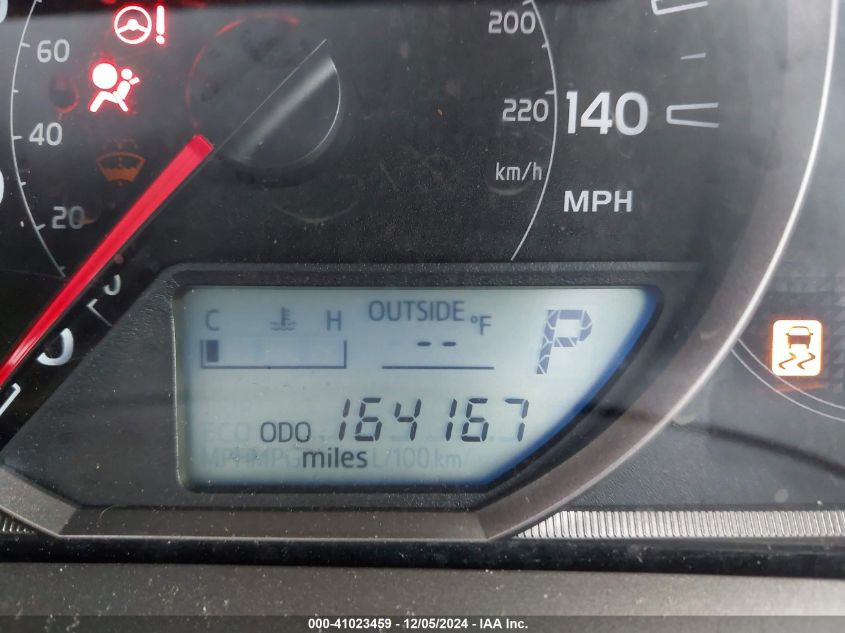 200
60
220 140
40
km/h
MPH
20
C H OUTSIDE °F P
--
ODO 164167
miles L/100km
000-41023459 - 12/05/2024 - IAA Inc.